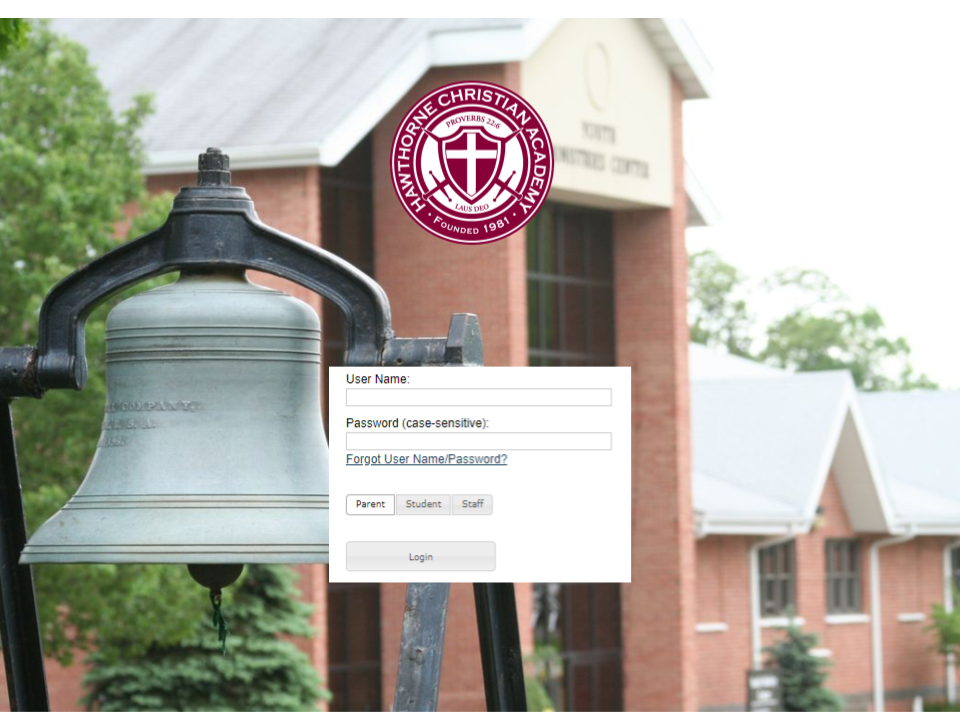 HAWTHORNE CHRISTIAN ACADEMY
PROVERBS 22:6
LAUS DEO
• FOUNDED 1981 •
YOUTH
MINISTRIES CENTER
User Name:
Password (case-sensitive):
Forgot User Name/Password?
Parent Student Staff
Login